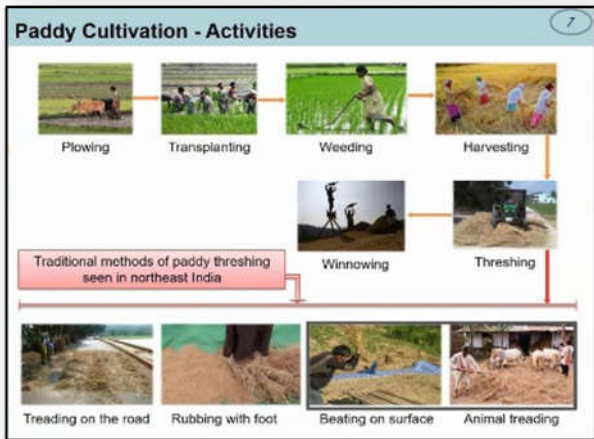 Paddy Cultivation - Activities
7
Plowing
Transplanting
Weeding
Harvesting
Winnowing
Threshing
Traditional methods of paddy threshing
seen in northeast India
Treading on the road
Rubbing with foot
Beating on surface
Animal treading